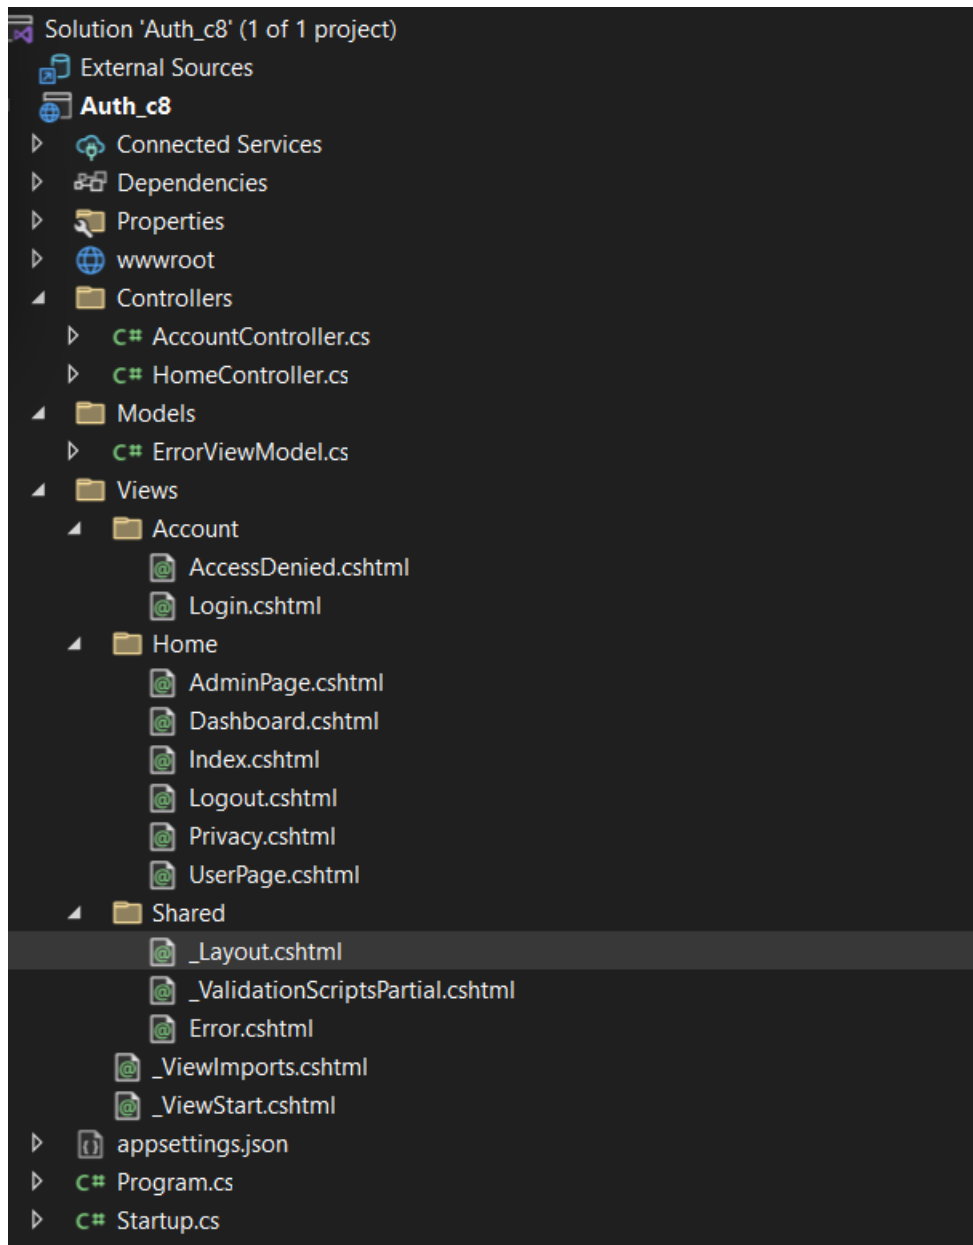 Solution 'Auth_c8' (1 of 1 project)
External Sources
Auth_c8
Connected Services
Dependencies
Properties
wwwroot
Controllers
C# AccountController.cs
C# HomeController.cs
Models
C# ErrorViewModel.cs
Views
Account
@ AccessDenied.cshtml
@ Login.cshtml
Home
@ AdminPage.cshtml
@ Dashboard.cshtml
@ Index.cshtml
@ Logout.cshtml
@ Privacy.cshtml
@ UserPage.cshtml
Shared
@ _Layout.cshtml
@ _ValidationScriptsPartial.cshtml
@ Error.cshtml
@ _ViewImports.cshtml
@ _ViewStart.cshtml
appsettings.json
C# Program.cs
C# Startup.cs